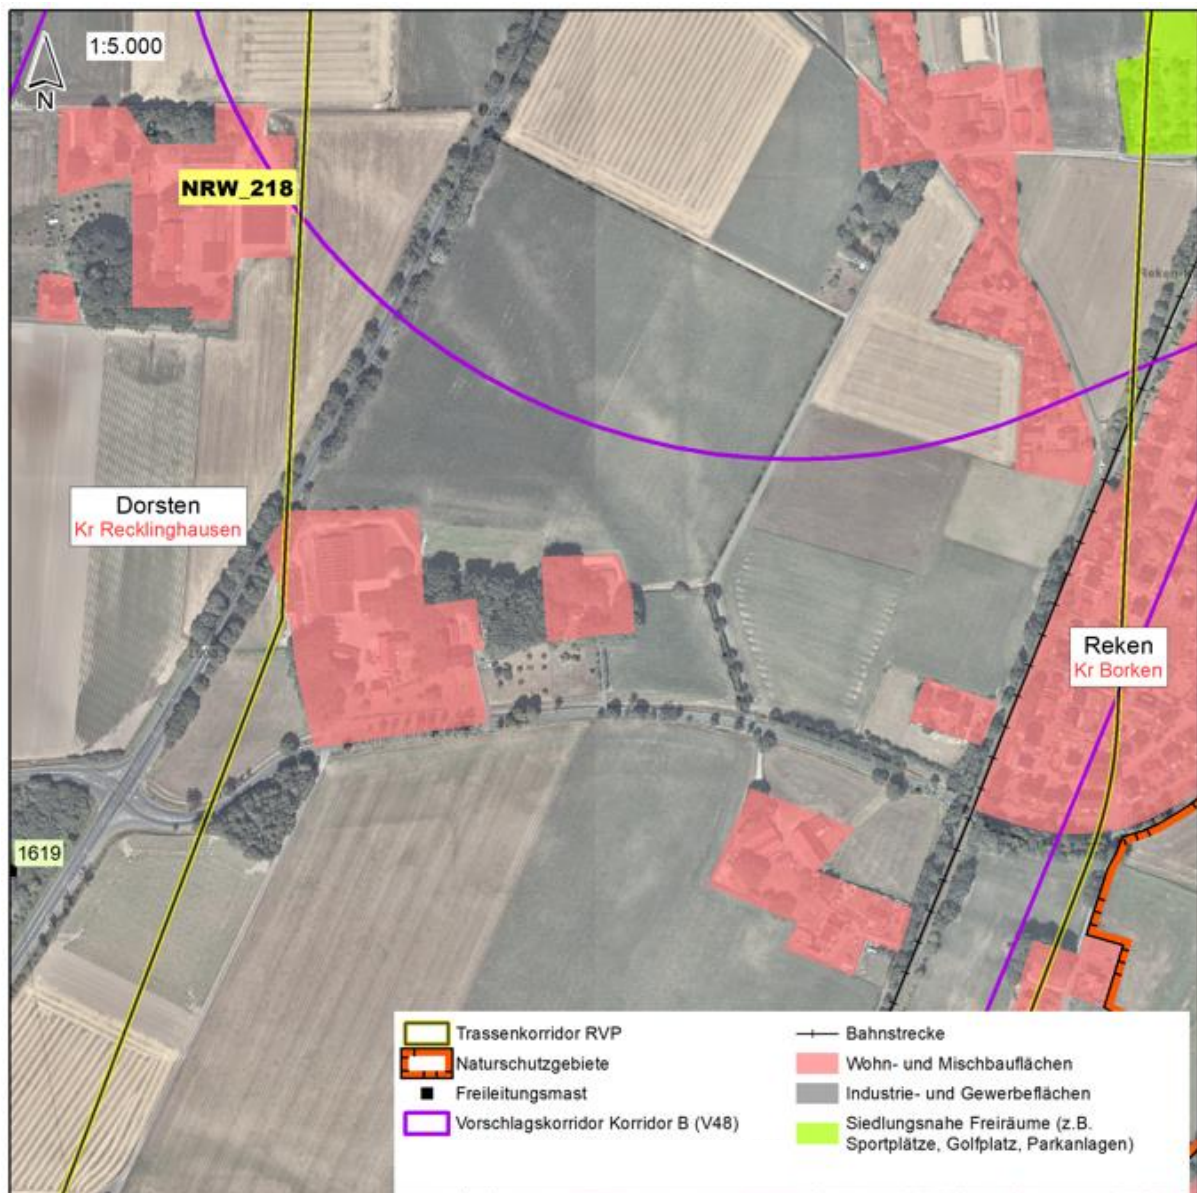 1:5.000
N
NRW_218
Dorsten
Kr Recklinghausen
Reken
Kr Borken
1619
Trassenkorridor RVP
Naturschutzgebiete
Freileitungsmast
Vorschlagskorridor Korridor B (V48)
Bahnstrecke
Wohn- und Mischbauflächen
Industrie- und Gewerbeflächen
Siedlungsnahe Freiräume (z.B.
Sportplätze, Golfplatz, Parkanlagen)